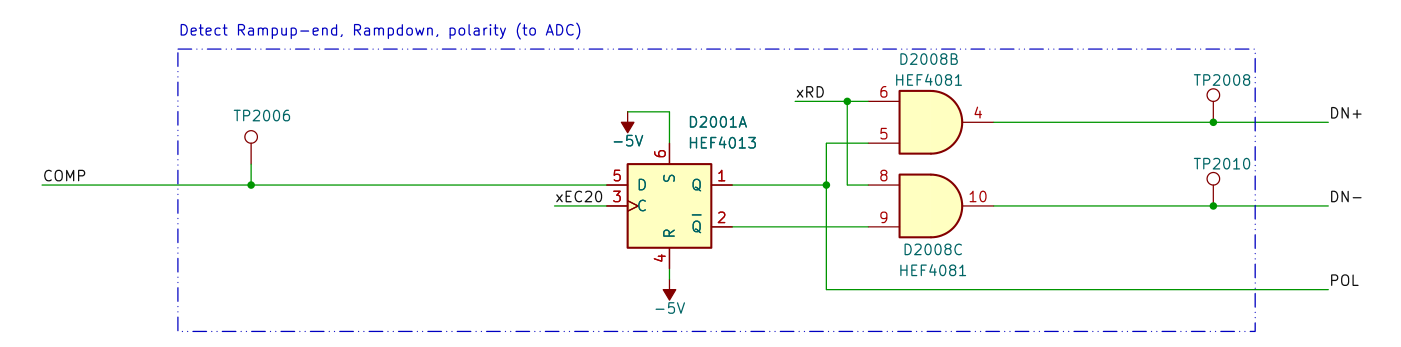 Detect Rampup-end, Rampdown, polarity (to ADC)
D2008B
HEF4081
TP2008
xRD
6
5
4
DN+
TP2006
D2001A
HEF4013
-5V
6
COMP
5
D
S
Q
1
xEC20
3
C
R
Q
2
4
-5V
TP2010
8
9
10
DN-
D2008C
HEF4081
POL